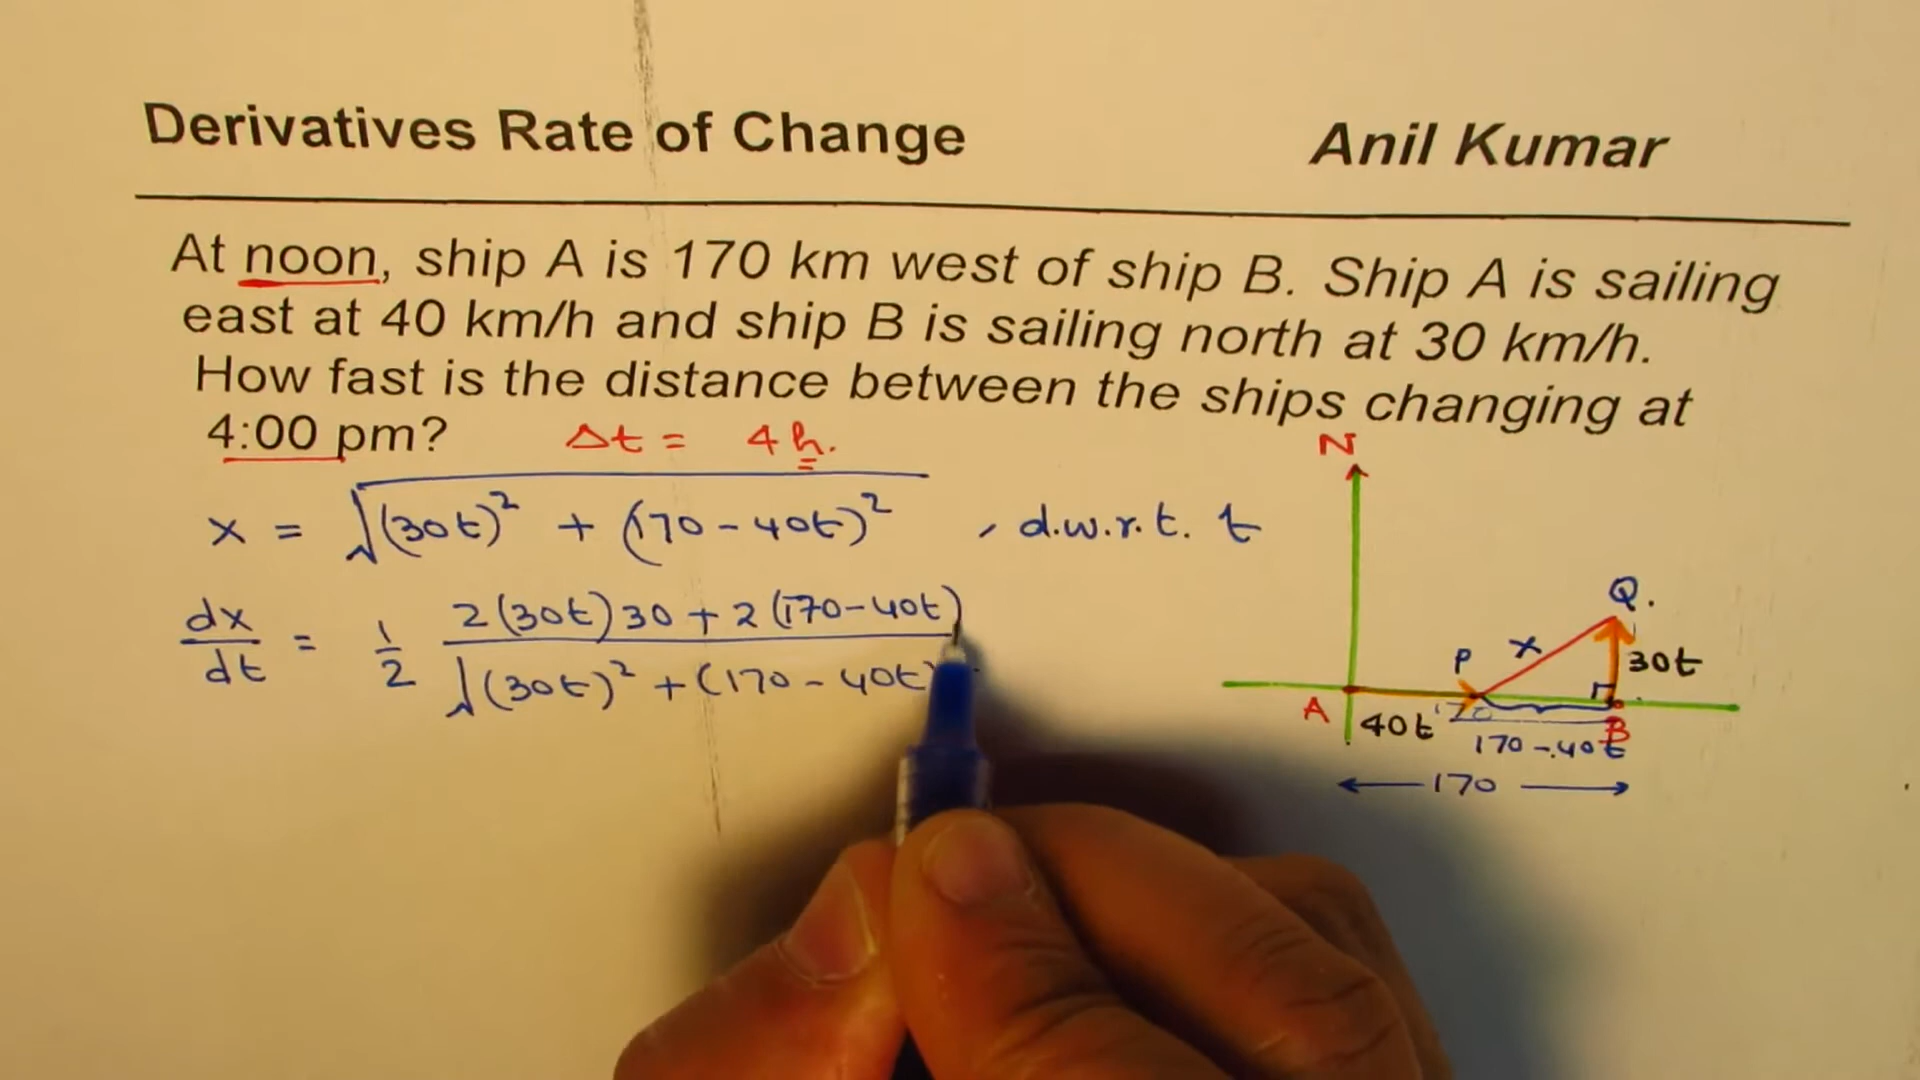 Derivatives Rate of Change Anil Kumar
At noon, ship A is 170 km west of ship B. Ship A is sailing
east at 40 km/h and ship B is sailing north at 30 km/h.
How fast is the distance between the ships changing at
4:00 pm? Δt = 4 h.
x = √(30t)² + (170-40t)² , d.w.r.t. t
dx/dt = 1/2 2(30t)30 + 2(170-40t)
√(30t)² + (170-40t
N
Q.
P x 30t
A 40t 170 B
170-40t
170